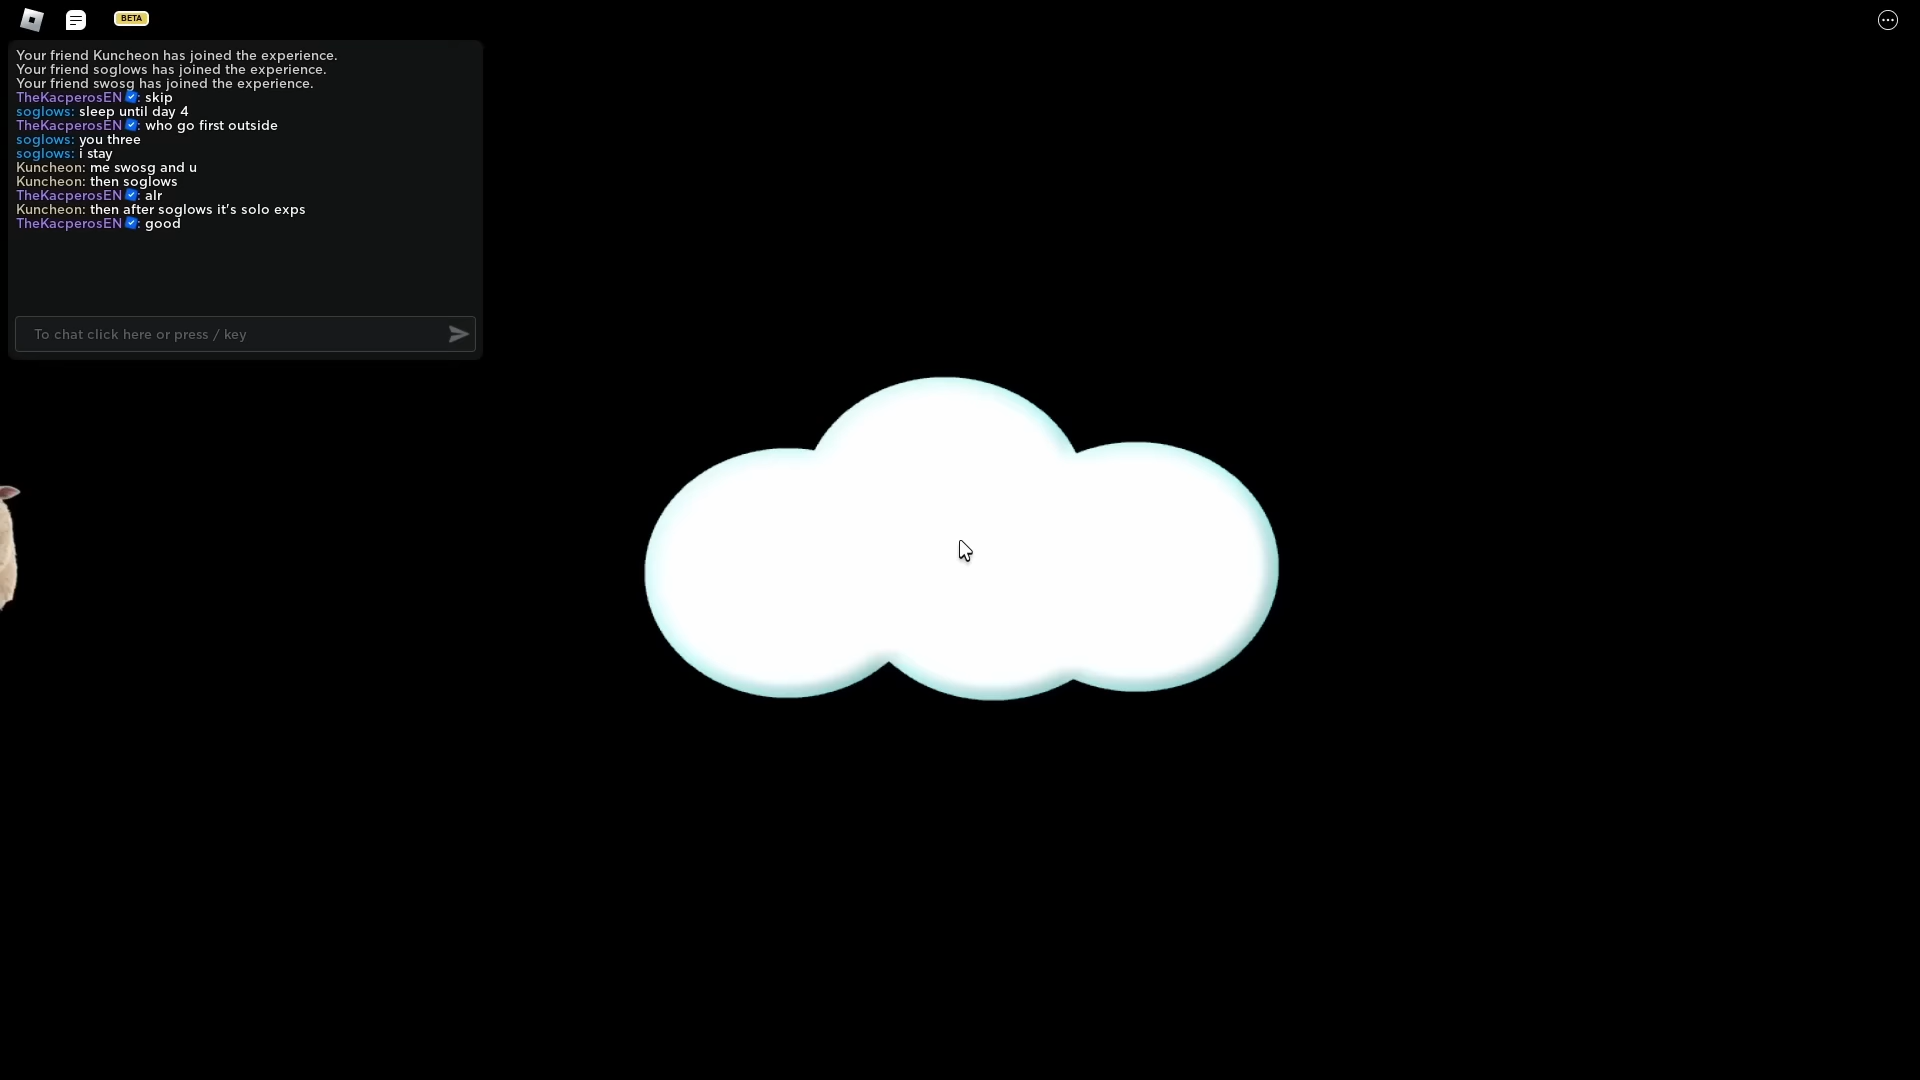 BETA
Your friend Kuncheon has joined the experience.
Your friend soglows has joined the experience.
Your friend swosg has joined the experience.
TheKacperosEN: skip
soglows: sleep until day 4
TheKacperosEN: who go first outside
soglows: you three
soglows: i stay
Kuncheon: me swosg and u
Kuncheon: then soglows
TheKacperosEN: alr
Kuncheon: then after soglows it's solo exps
TheKacperosEN: good
To chat click here or press / key